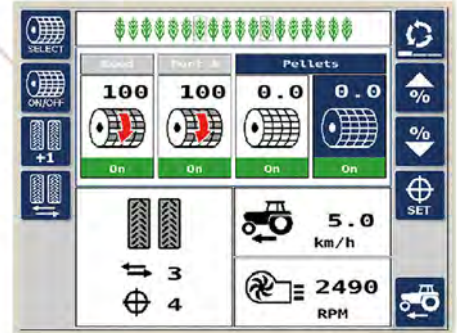 SELECT
ON/OFF
+1
Seed
Fert A
Pellets
100
100
0.0
0.0
On
On
On
On
3
4
5.0
km/h
2490
RPM
%
%
SET